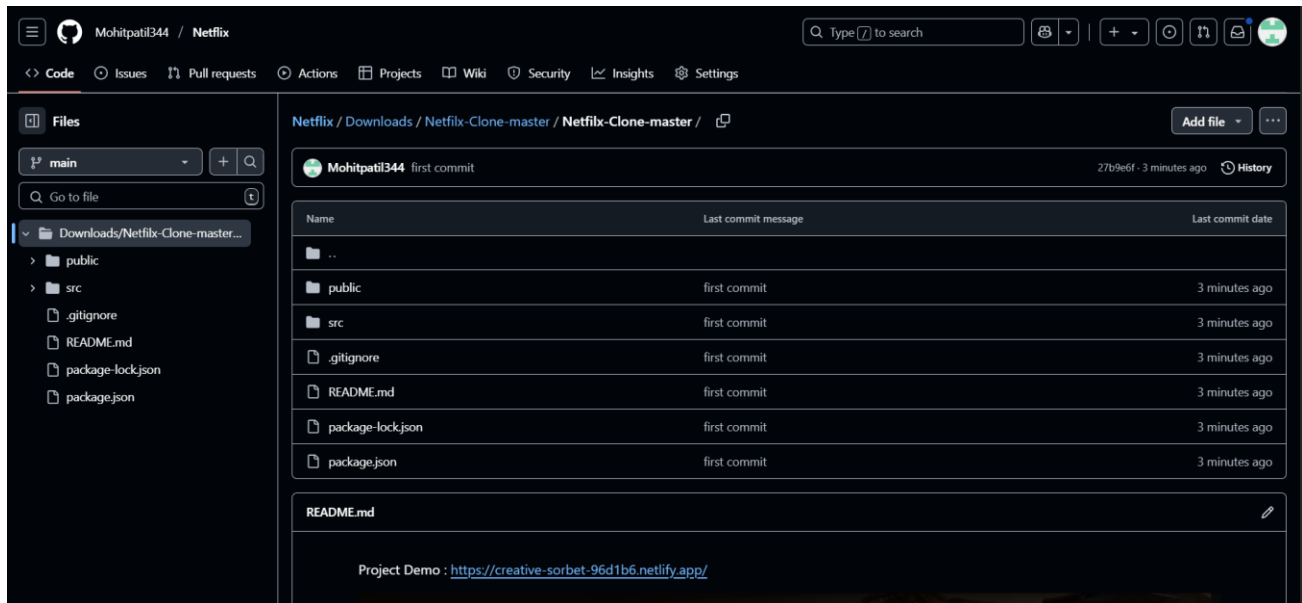 Mohitpatil344 / Netflix
Type / to search
Code Issues Pull requests Actions Projects Wiki Security Insights Settings
Files
main
Go to file t
Downloads/Netfilx-Clone-master...
public
src
.gitignore
README.md
package-lock.json
package.json
Netflix / Downloads / Netfilx-Clone-master / Netfilx-Clone-master /
Add file
Mohitpatil344 first commit 27b9e6f · 3 minutes ago History
Name Last commit message Last commit date
..
public first commit 3 minutes ago
src first commit 3 minutes ago
.gitignore first commit 3 minutes ago
README.md first commit 3 minutes ago
package-lock.json first commit 3 minutes ago
package.json first commit 3 minutes ago
README.md
Project Demo : https://creative-sorbet-96d1b6.netlify.app/